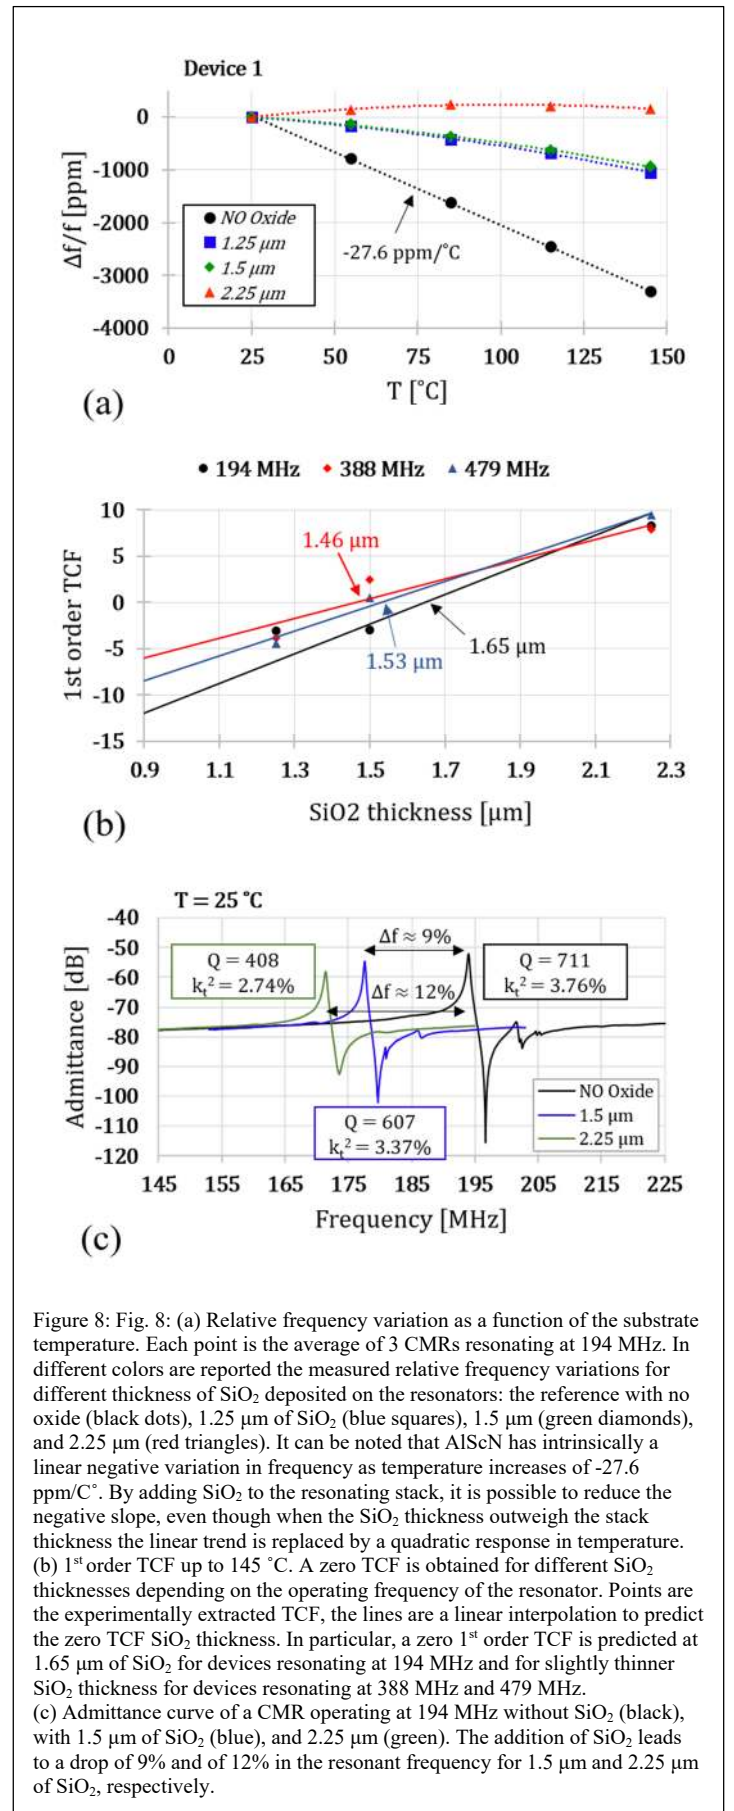 Device 1
0
-1000
-2000
-3000
-4000
Δf/f [ppm]
NO Oxide
1.25 μm
1.5 μm
2.25 μm
-27.6 ppm/°C
0 25 50 75 100 125 150
T [°C]
(a)
194 MHz 388 MHz 479 MHz
10
5
0
-5
-10
-15
1st order TCF
1.46 μm
1.53 μm
1.65 μm
0.9 1.1 1.3 1.5 1.7 1.9 2.1 2.3
SiO2 thickness [μm]
(b)
T = 25 °C
-40
-50
-60
-70
-80
-90
-100
-110
-120
Admittance [dB]
Δf ≈ 9%
Q = 408
kt² = 2.74%
Q = 711
kt² = 3.76%
Δf ≈ 12%
Q = 607
kt² = 3.37%
NO Oxide
1.5 μm
2.25 μm
145 155 165 175 185 195 205 215 225
Frequency [MHz]
(c)
Figure 8: Fig. 8: (a) Relative frequency variation as a function of the substrate
temperature. Each point is the average of 3 CMRs resonating at 194 MHz. In
different colors are reported the measured relative frequency variations for
different thickness of SiO₂ deposited on the resonators: the reference with no
oxide (black dots), 1.25 μm of SiO₂ (blue squares), 1.5 μm (green diamonds),
and 2.25 μm (red triangles). It can be noted that AlScN has intrinsically a
linear negative variation in frequency as temperature increases of -27.6
ppm/C˚. By adding SiO₂ to the resonating stack, it is possible to reduce the
negative slope, even though when the SiO₂ thickness outweigh the stack
thickness the linear trend is replaced by a quadratic response in temperature.
(b) 1st order TCF up to 145 ˚C. A zero TCF is obtained for different SiO₂
thicknesses depending on the operating frequency of the resonator. Points are
the experimentally extracted TCF, the lines are a linear interpolation to predict
the zero TCF SiO₂ thickness. In particular, a zero 1st order TCF is predicted at
1.65 μm of SiO₂ for devices resonating at 194 MHz and for slightly thinner
SiO₂ thickness for devices resonating at 388 MHz and 479 MHz.
(c) Admittance curve of a CMR operating at 194 MHz without SiO₂ (black),
with 1.5 μm of SiO₂ (blue), and 2.25 μm (green). The addition of SiO₂ leads
to a drop of 9% and of 12% in the resonant frequency for 1.5 μm and 2.25 μm
of SiO₂, respectively.